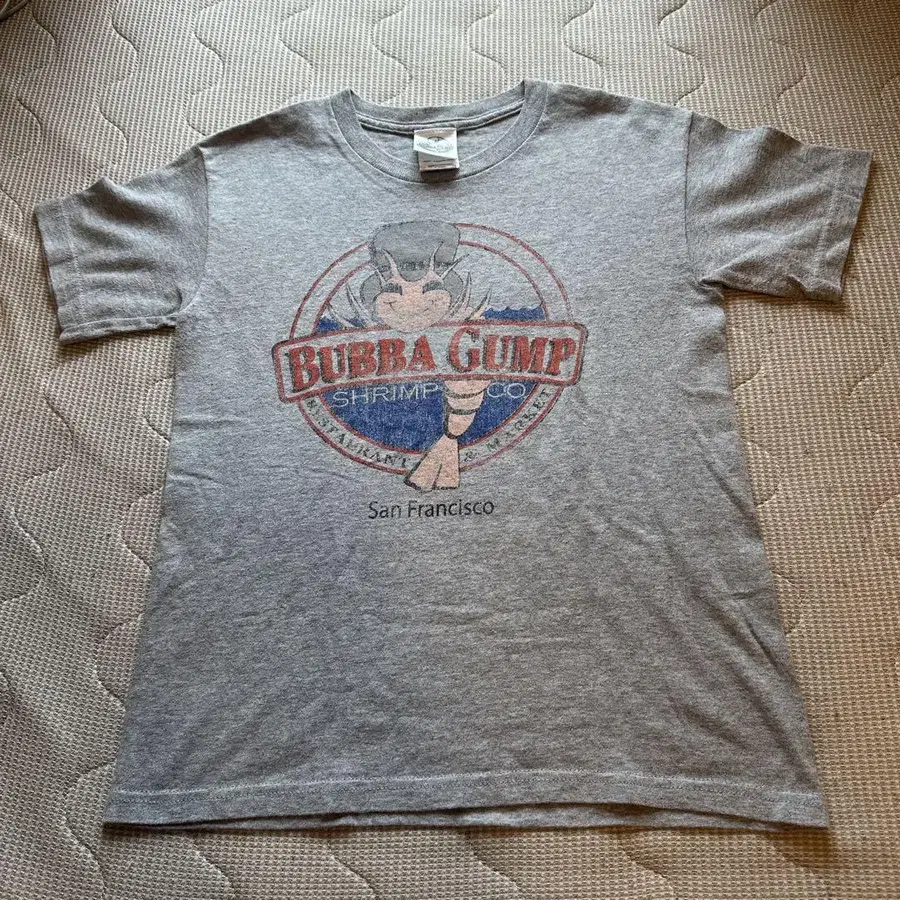 BUBBA GUMP
SHRIMP CO
RESTAURANT & MARKET
San Francisco